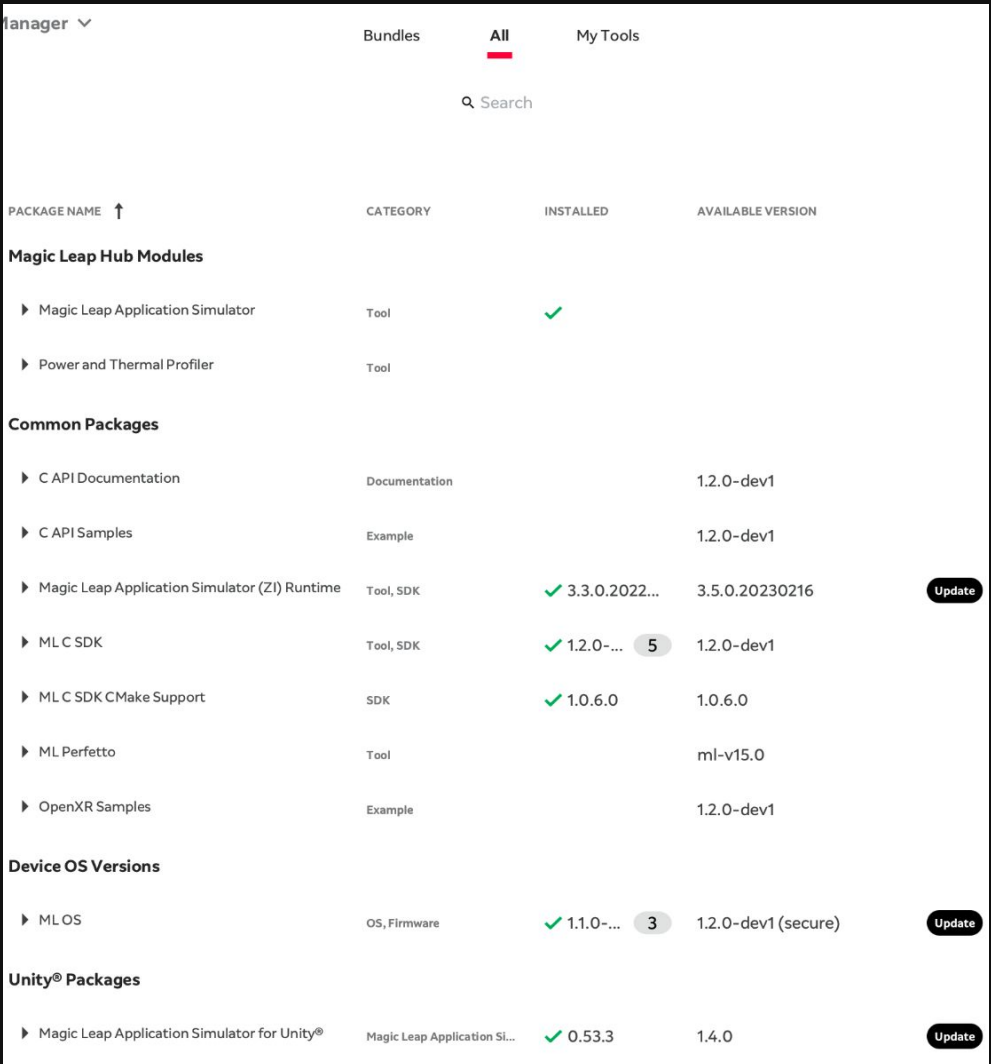 Manager
Bundles All My Tools
Search
PACKAGE NAME CATEGORY INSTALLED AVAILABLE VERSION
Magic Leap Hub Modules
Magic Leap Application Simulator Tool
Power and Thermal Profiler Tool
Common Packages
C API Documentation Documentation 1.2.0-dev1
C API Samples Example 1.2.0-dev1
Magic Leap Application Simulator (ZI) Runtime Tool, SDK 3.3.0.2022... 3.5.0.20230216 Update
ML C SDK Tool, SDK 1.2.0-... 5 1.2.0-dev1
ML C SDK CMake Support SDK 1.0.6.0 1.0.6.0
ML Perfetto Tool ml-v15.0
OpenXR Samples Example 1.2.0-dev1
Device OS Versions
ML OS OS, Firmware 1.1.0-... 3 1.2.0-dev1 (secure) Update
Unity® Packages
Magic Leap Application Simulator for Unity® Magic Leap Application Si... 0.53.3 1.4.0 Update